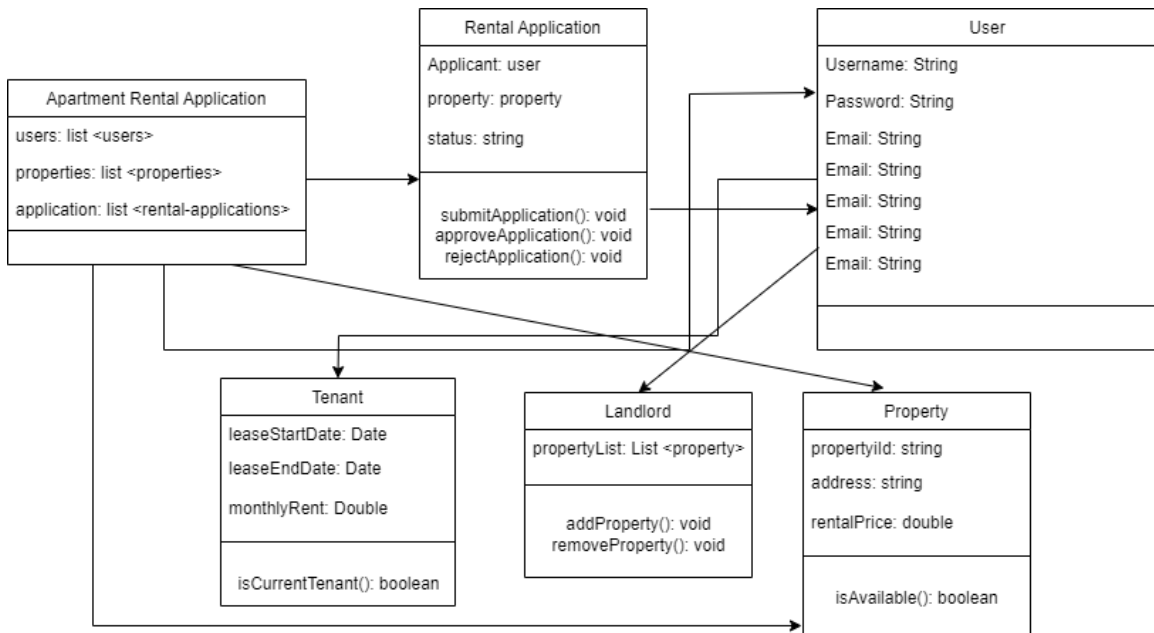 Apartment Rental Application
users: list <users>
properties: list <properties>
application: list <rental-applications>
Rental Application
Applicant: user
property: property
status: string
submitApplication(): void
approveApplication(): void
rejectApplication(): void
User
Username: String
Password: String
Email: String
Email: String
Email: String
Email: String
Email: String
Tenant
leaseStartDate: Date
leaseEndDate: Date
monthlyRent: Double
isCurrentTenant(): boolean
Landlord
propertyList: List <property>
addProperty(): void
removeProperty(): void
Property
propertyiId: string
address: string
rentalPrice: double
isAvailable(): boolean